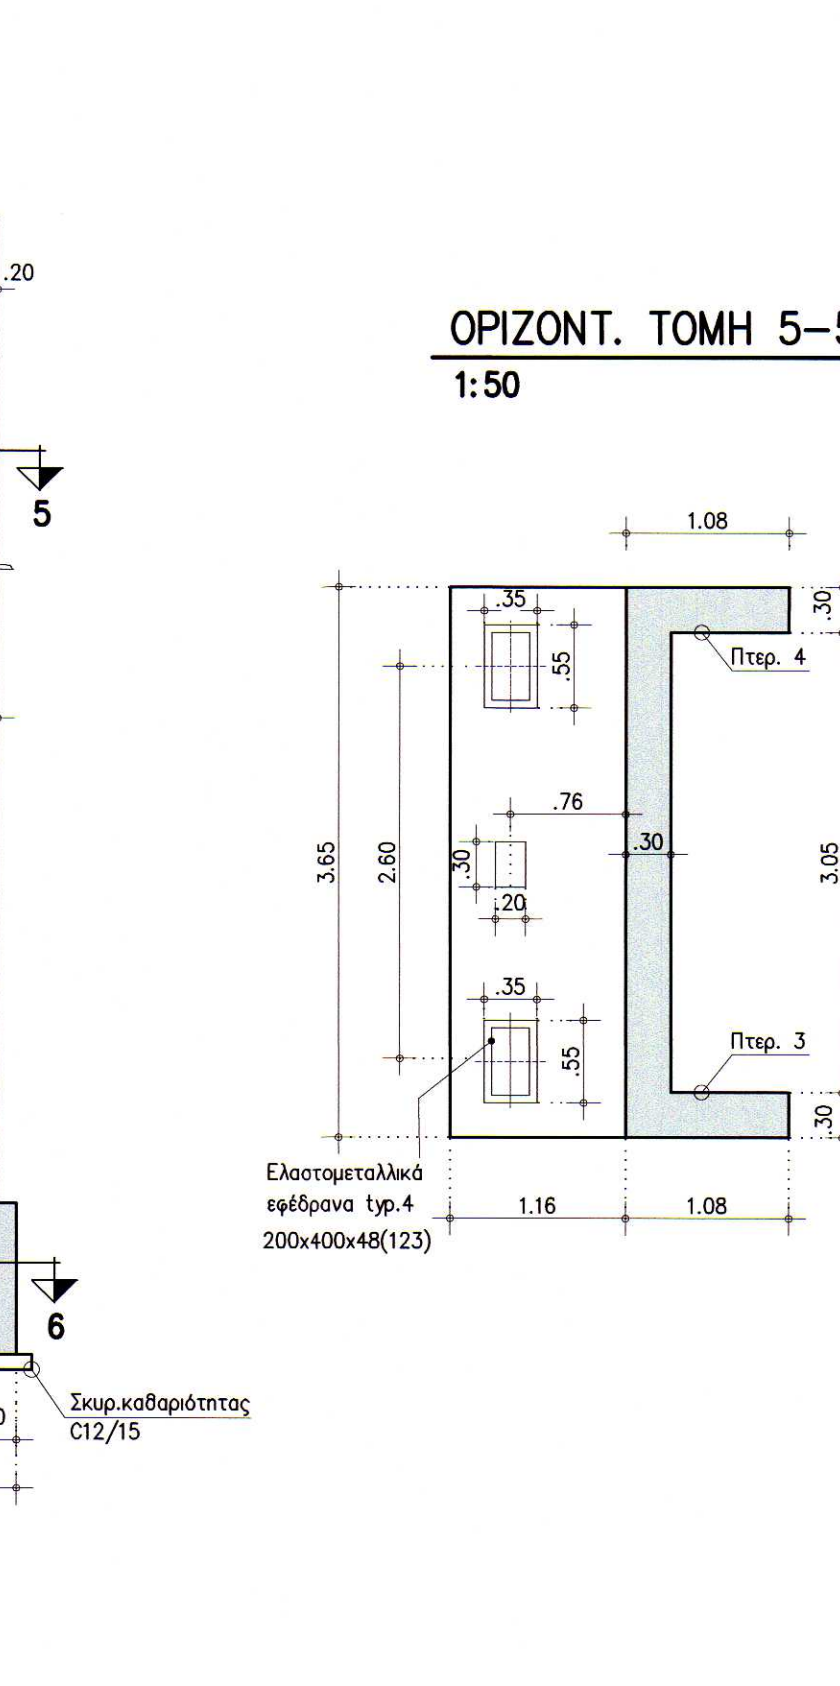 .20
ΟΡΙΖΟΝΤ. ΤΟΜΗ 5-5
1:50
5
1.08
.35
.30
.55
Πτερ. 4
.76
3.65
2.60
.30
.30
3.05
.20
.35
Πτερ. 3
.55
.30
Ελαστομεταλλικά
εφέδρανα typ.4
200x400x48(123)
1.16
1.08
6
Σκυρ.καθαριότητας
C12/15